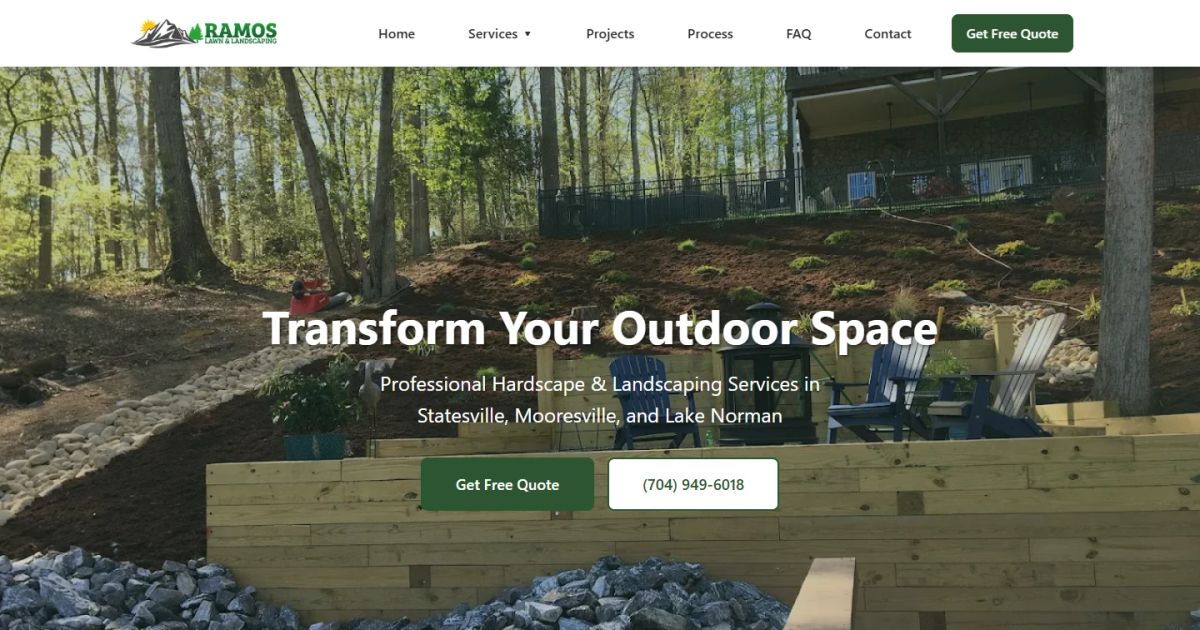 RAMOS
LAWN & LANDSCAPING
Home
Services
Projects
Process
FAQ
Contact
Get Free Quote
Transform Your Outdoor Space
Professional Hardscape & Landscaping Services in
Statesville, Mooresville, and Lake Norman
Get Free Quote
(704) 949-6018